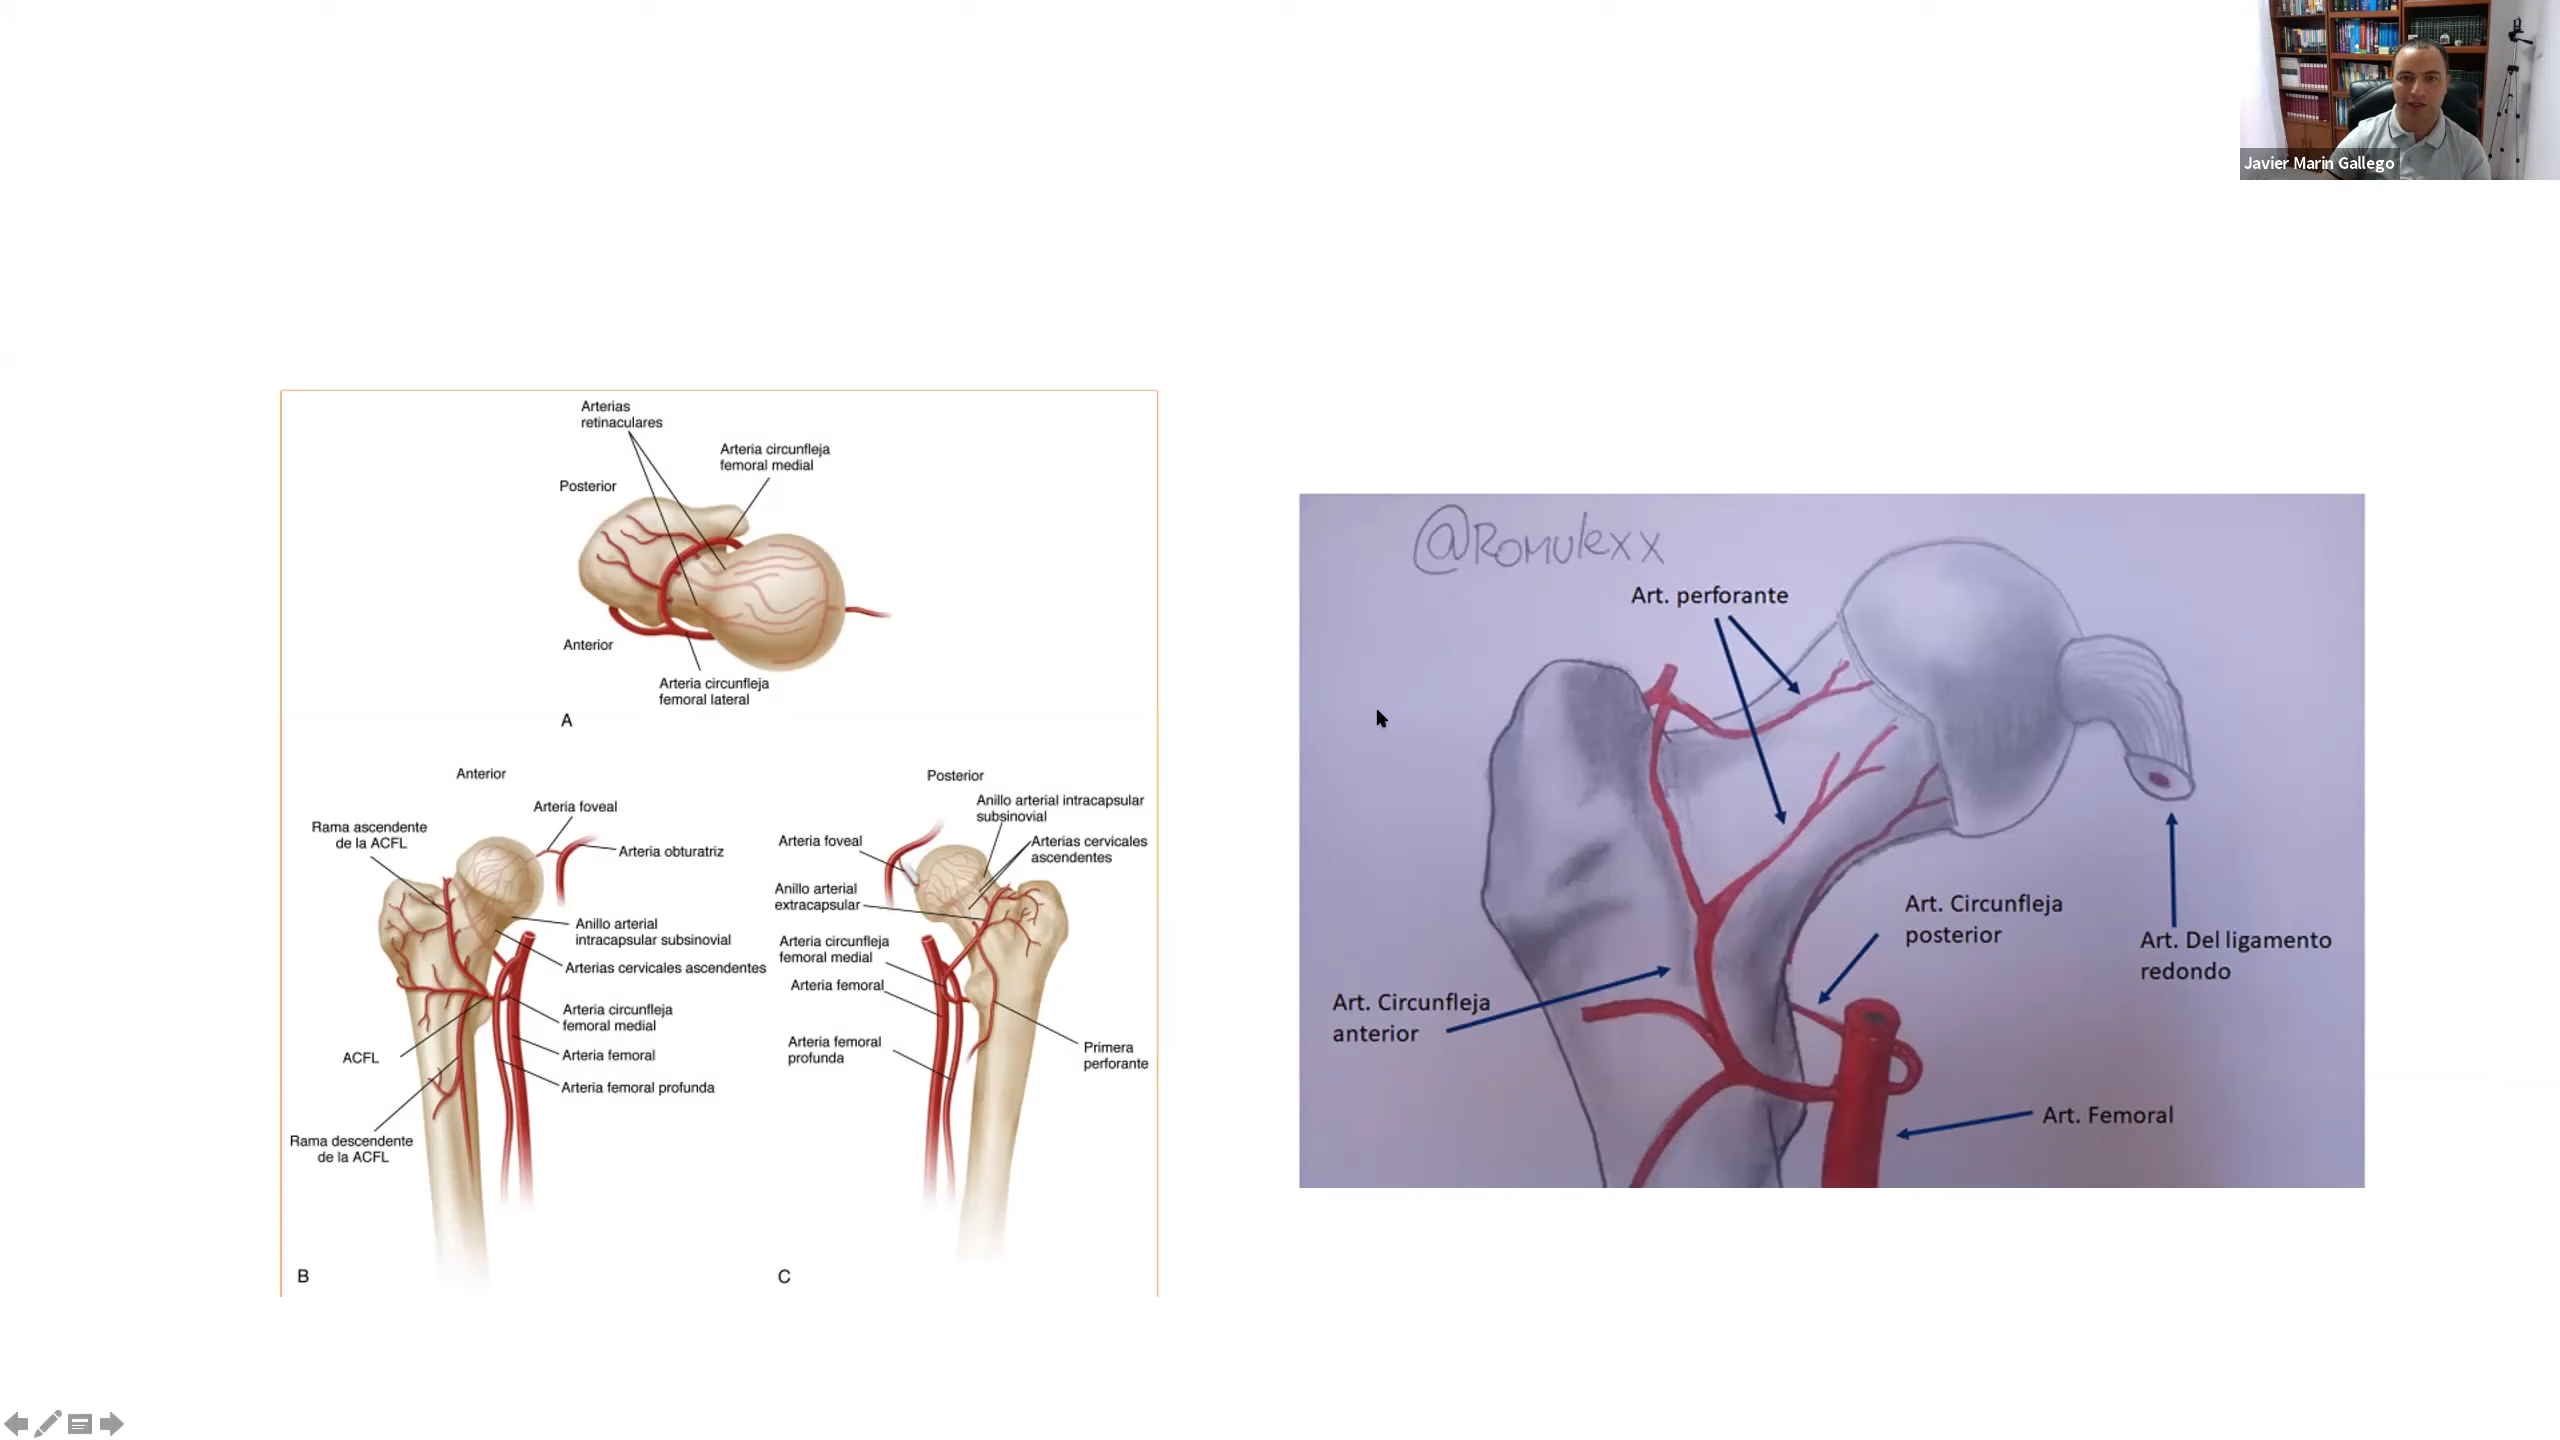 Javier Marin Gallego
Arterias
retinaculares
Arteria circunfleja
femoral medial
Posterior
Anterior
Arteria circunfleja
femoral lateral
A
Anterior
Arteria foveal
Rama ascendente
de la ACFL
Arteria obturatriz
Anillo arterial
intracapsular subsinovial
Arterias cervicales ascendentes
Arteria circunfleja
femoral medial
ACFL
Arteria femoral
Arteria femoral profunda
Rama descendente
de la ACFL
B
Posterior
Anillo arterial intracapsular
subsinovial
Arteria foveal
Arterias cervicales
ascendentes
Anillo arterial
extracapsular
Arteria circunfleja
femoral medial
Arteria femoral
Arteria femoral
profunda
Primera
perforante
C
@Romulexx
Art. perforante
Art. Circunfleja
posterior
Art. Del ligamento
redondo
Art. Circunfleja
anterior
Art. Femoral